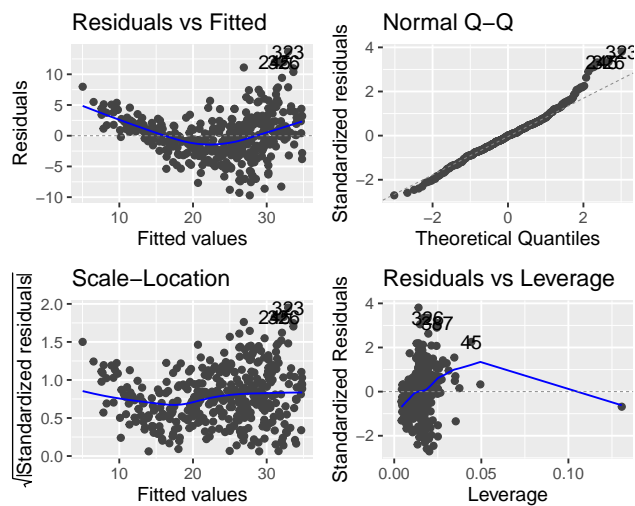 Residuals vs Fitted
Residuals
10
5
0
−5
−10
323
10
20
30
Fitted values
Normal Q−Q
Standardized residuals
4
2
0
−2
323
−2
0
2
Theoretical Quantiles
Scale−Location
√|Standardized residuals|
2.0
1.5
1.0
0.5
0.0
323
10
20
30
Fitted values
Residuals vs Leverage
Standardized Residuals
4
2
0
−2
45
0.00
0.05
0.10
Leverage